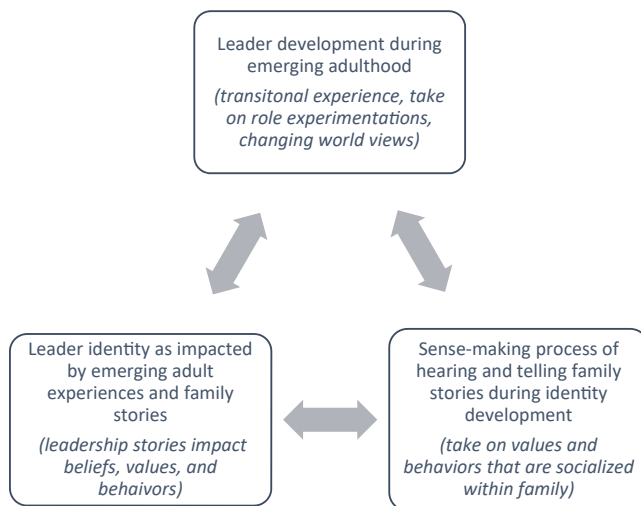 Leader development during
emerging adulthood
(transitonal experience, take
on role experimentations,
changing world views)
Leader identity as impacted
by emerging adult
experiences and family
stories
(leadership stories impact
beliefs, values, and
behaivors)
Sense-making process of
hearing and telling family
stories during identity
development
(take on values and
behaviors that are socialized
within family)